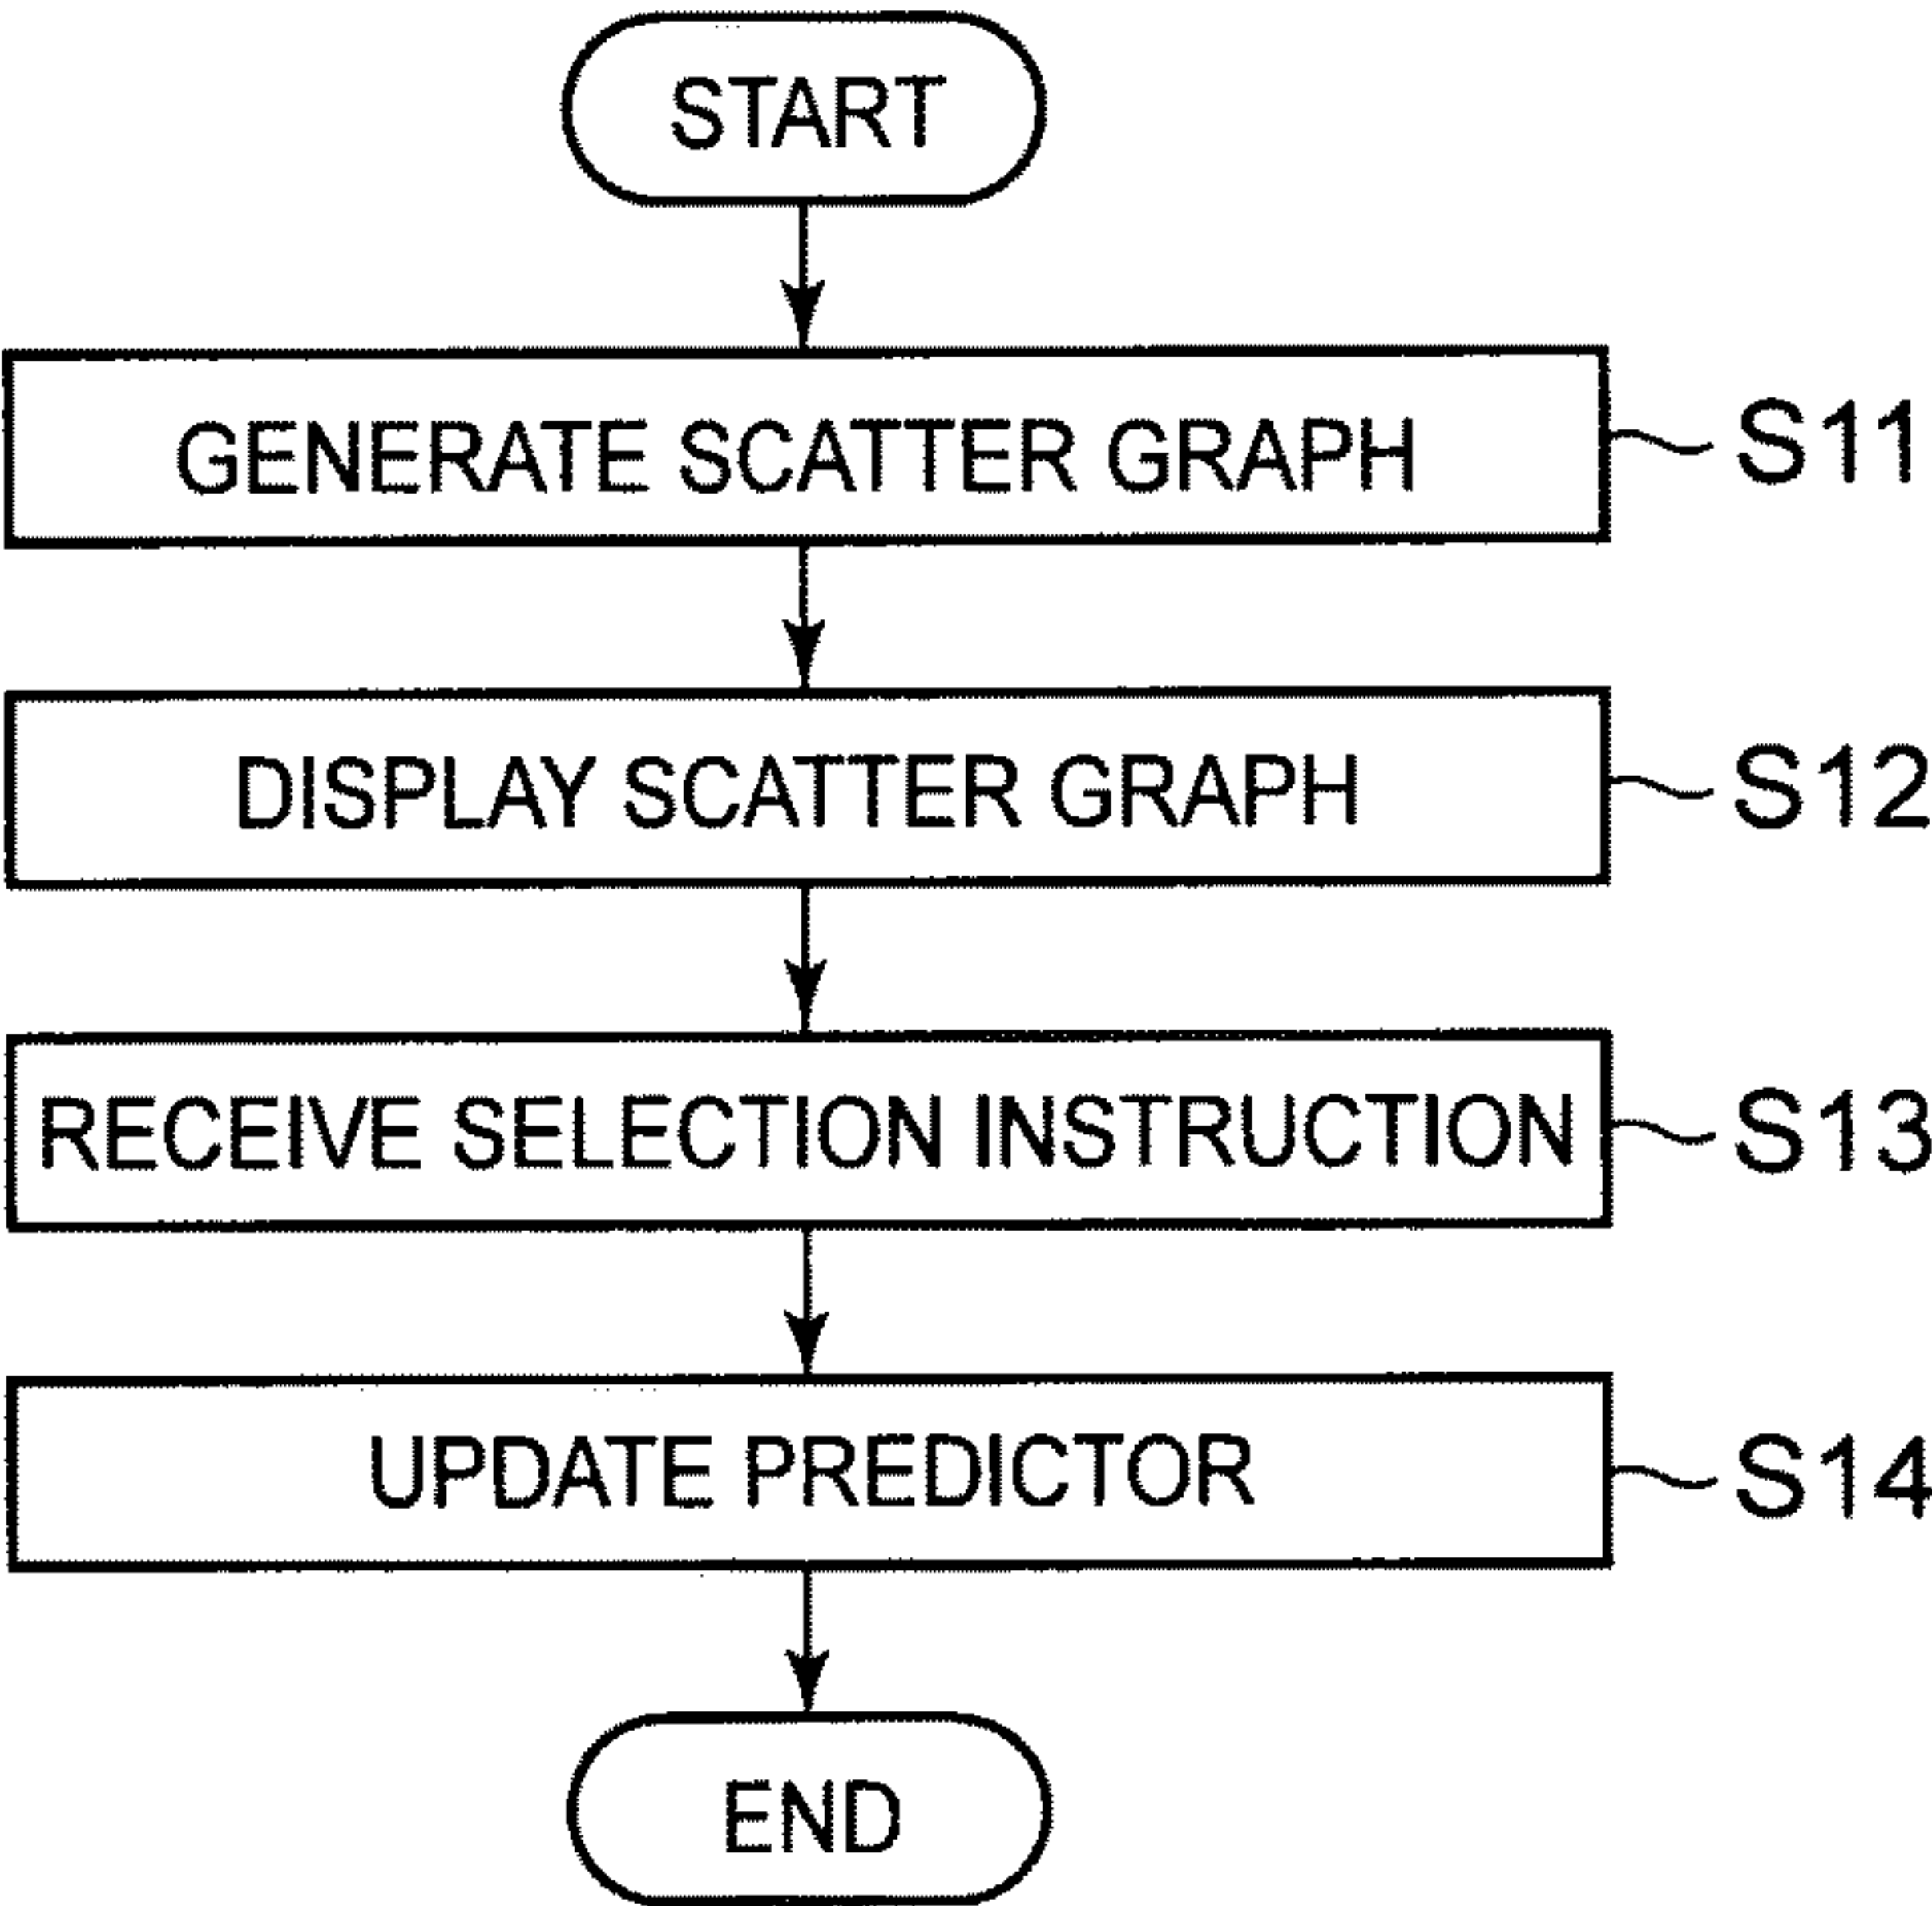 START
GENERATE SCATTER GRAPH S11
DISPLAY SCATTER GRAPH S12
RECEIVE SELECTION INSTRUCTION S13
UPDATE PREDICTOR S14
END